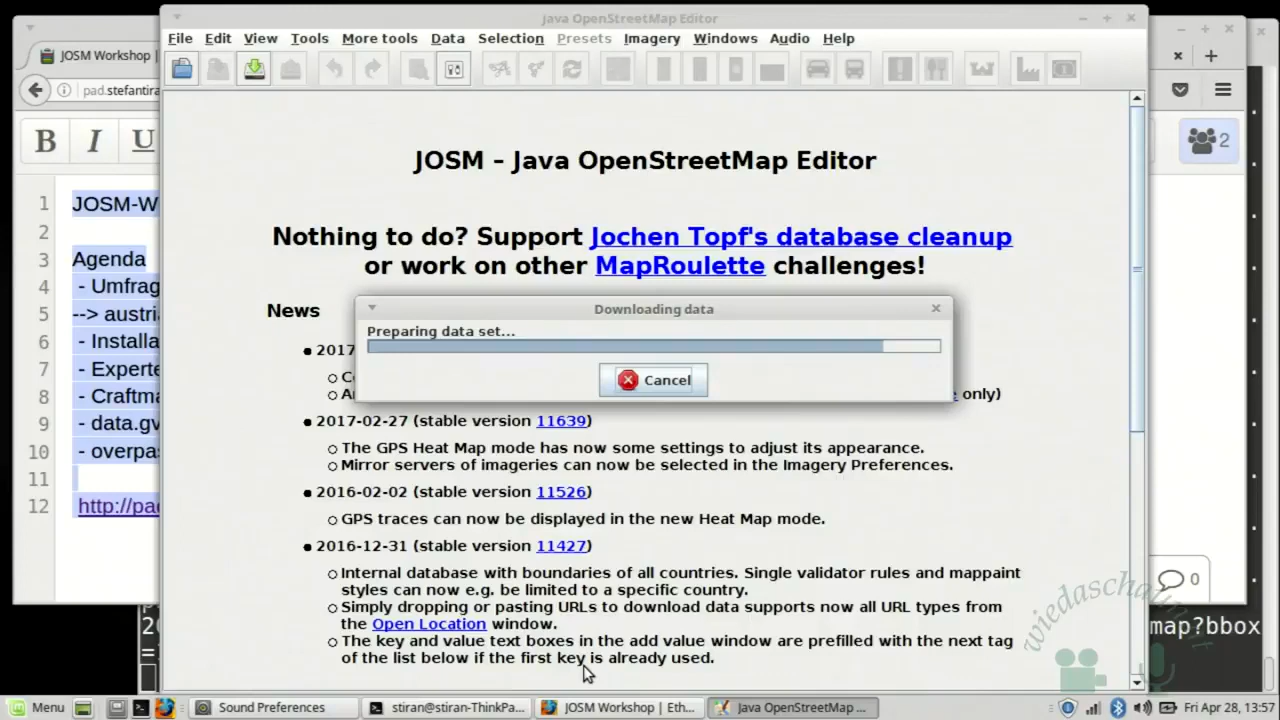 Java OpenStreetMap Editor
File Edit View Tools More tools Data Selection Presets Imagery Windows Audio Help
JOSM Workshop |
pad.stefantira
B I U
2
1 JOSM-W
2
3 Agenda
4 - Umfrag
5 --> austri
6 - Installa
7 - Experte
8 - Craftma
9 - data.gv
10 - overpa
11
12 http://pa
JOSM – Java OpenStreetMap Editor
Nothing to do? Support Jochen Topf's database cleanup
or work on other MapRoulette challenges!
News
Downloading data
Preparing data set...
Cancel
2017
only)
2017-02-27 (stable version 11639)
The GPS Heat Map mode has now some settings to adjust its appearance.
Mirror servers of imageries can now be selected in the Imagery Preferences.
2016-02-02 (stable version 11526)
GPS traces can now be displayed in the new Heat Map mode.
2016-12-31 (stable version 11427)
Internal database with boundaries of all countries. Single validator rules and mappaint
styles can now e.g. be limited to a specific country.
Simply dropping or pasting URLs to download data supports now all URL types from
the Open Location window.
The key and value text boxes in the add value window are prefilled with the next tag
of the list below if the first key is already used.
0
map?bbox
Menu
Sound Preferences
stiran@stiran-ThinkPa...
JOSM Workshop | Eth...
Java OpenStreetMap ...
Fri Apr 28, 13:57